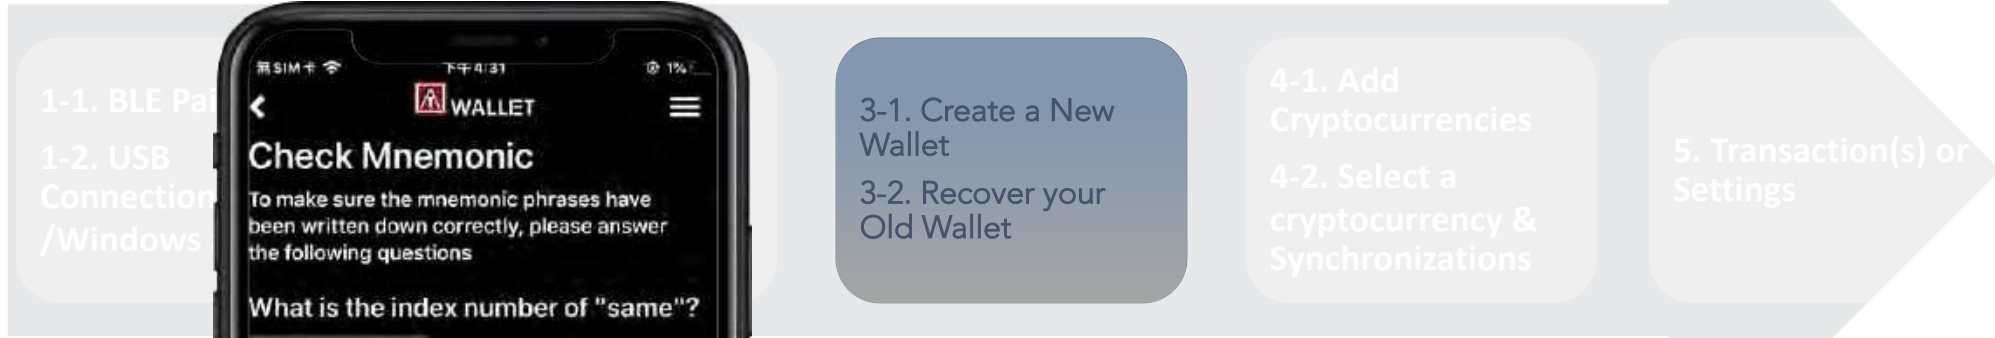 1-1. BLE Pai
1-2. USB
Connection
/Windows
無SIM卡
下午4:31
1%
WALLET
Check Mnemonic
To make sure the mnemonic phrases have
been written down correctly, please answer
the following questions
What is the index number of "same"?
3-1. Create a New
Wallet
3-2. Recover your
Old Wallet
4-1. Add
Cryptocurrencies
4-2. Select a
cryptocurrency &
Synchronizations
5. Transaction(s) or
Settings